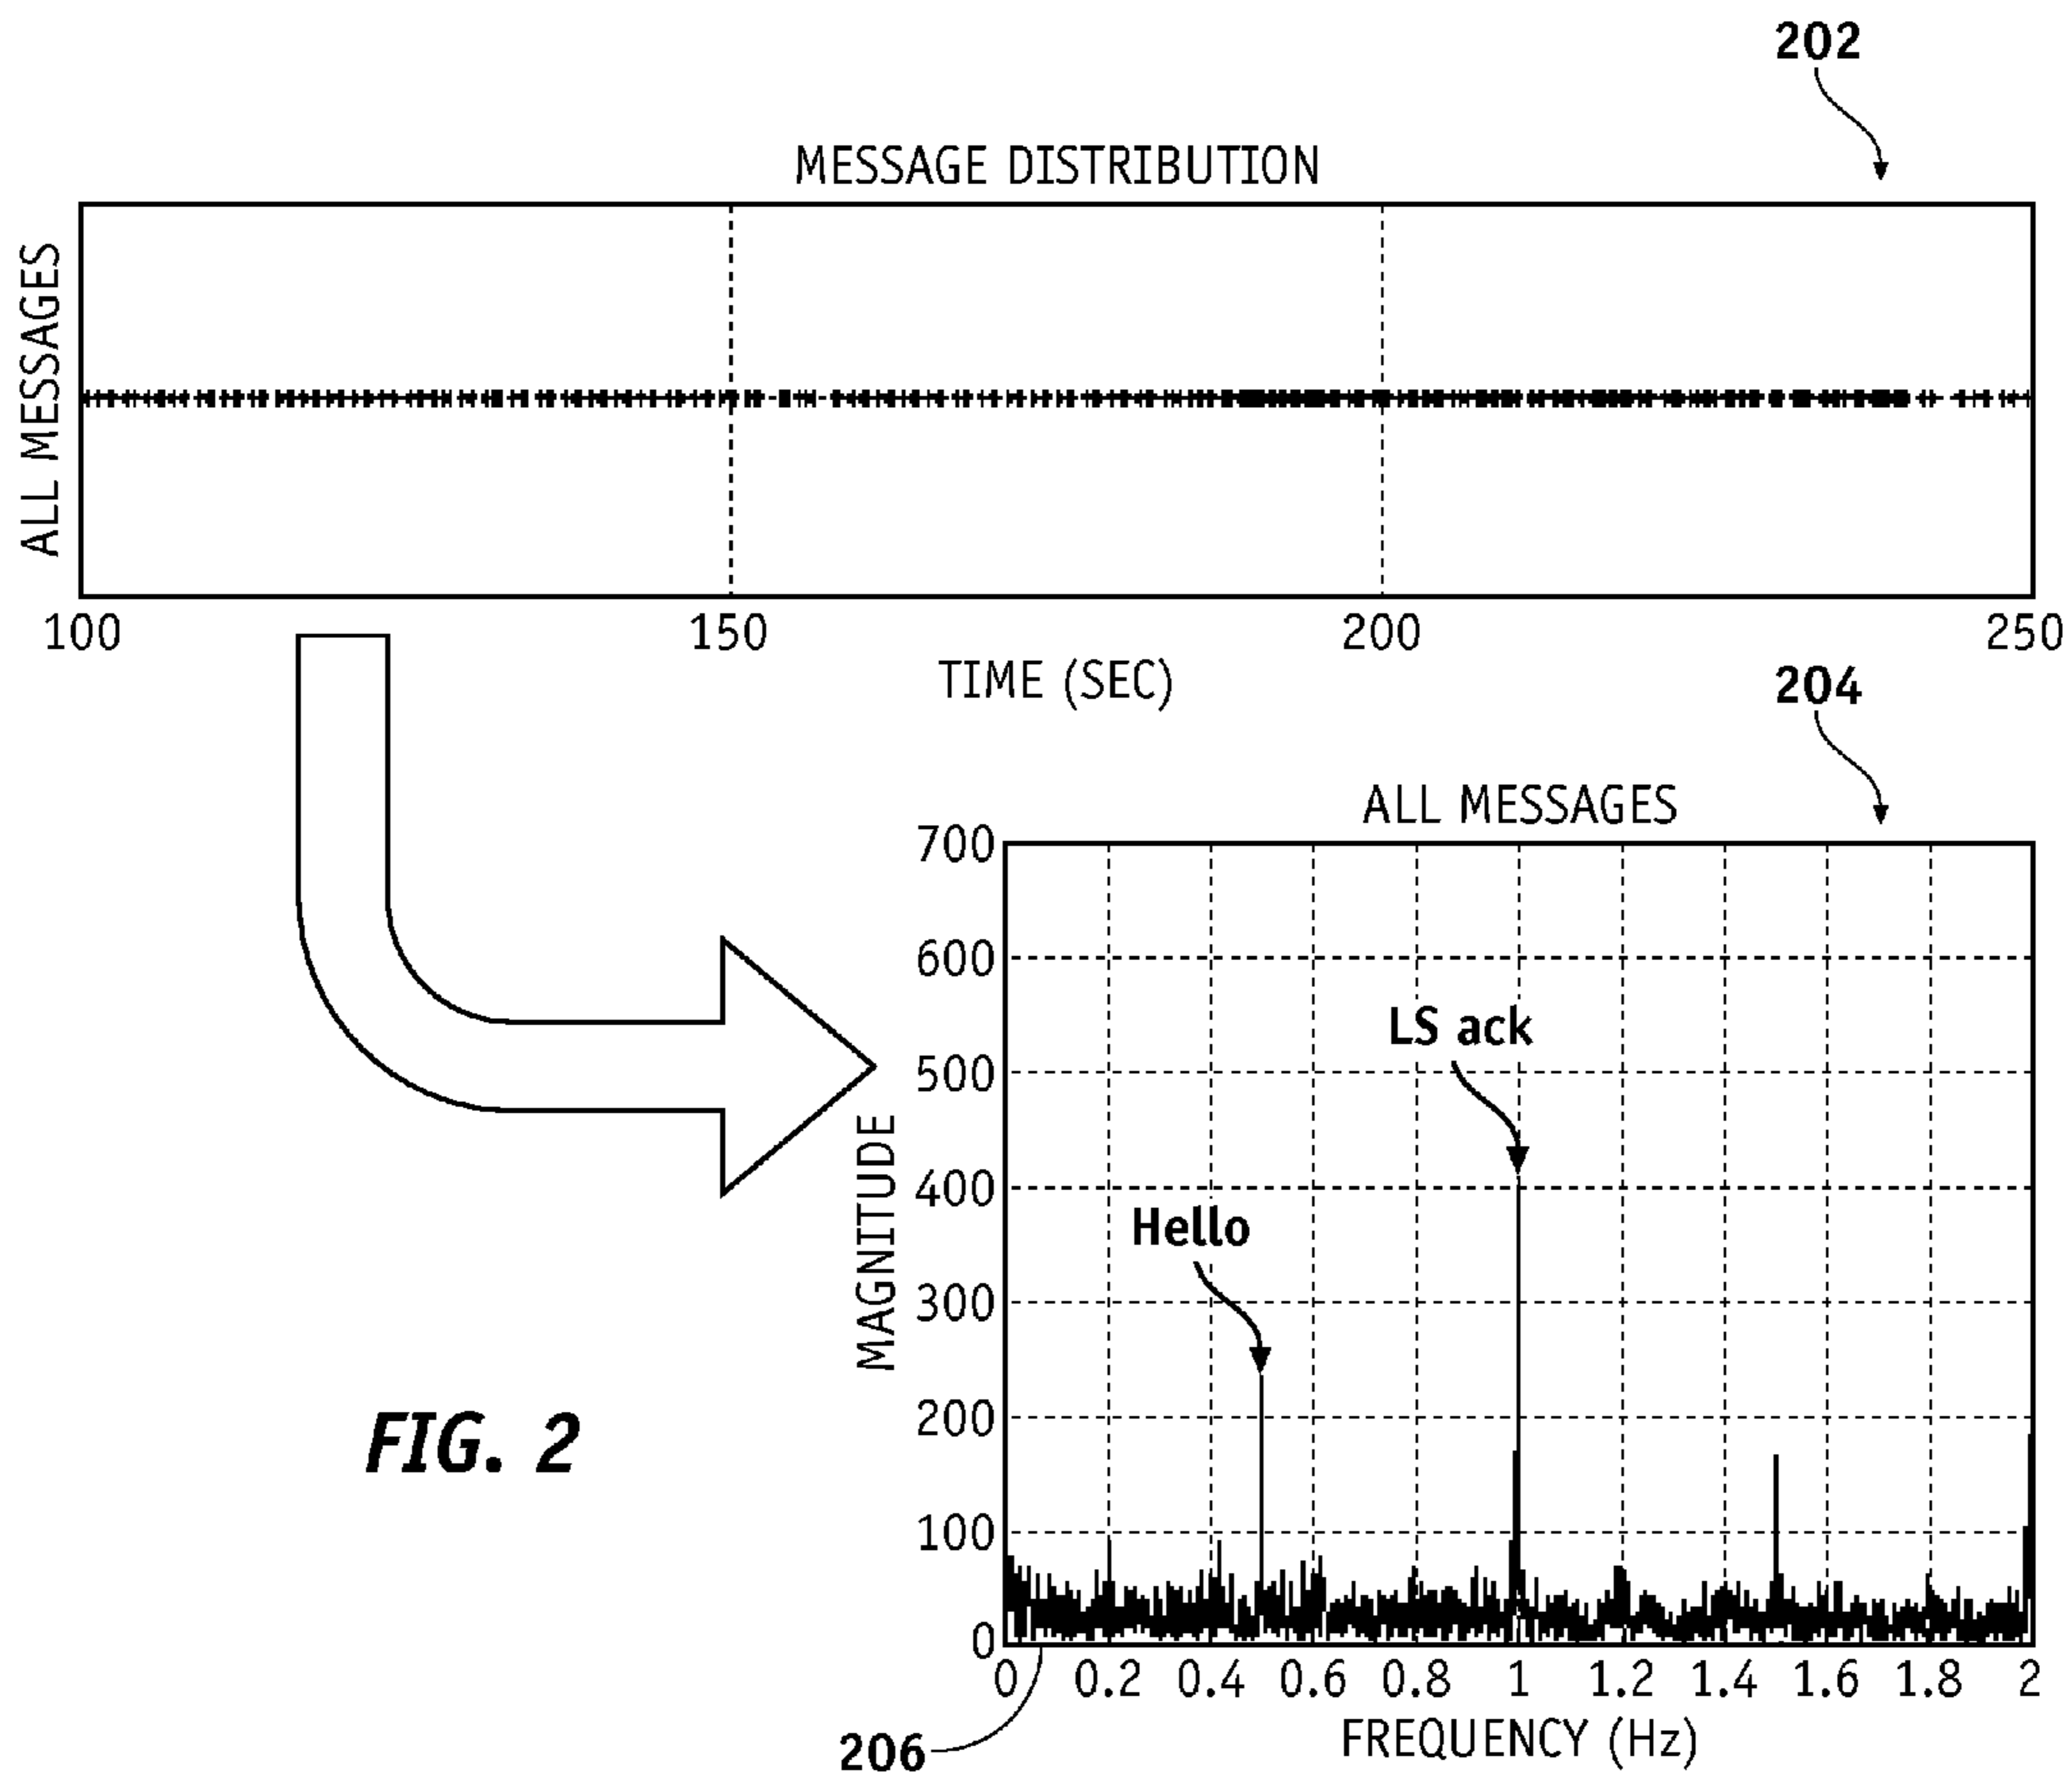 202
MESSAGE DISTRIBUTION
ALL MESSAGES
100 150 200 250
TIME (SEC)
204
ALL MESSAGES
700
600
500
400
300
200
100
0
MAGNITUDE
LS ack
Hello
0 0.2 0.4 0.6 0.8 1 1.2 1.4 1.6 1.8 2
FREQUENCY (Hz)
206
FIG. 2